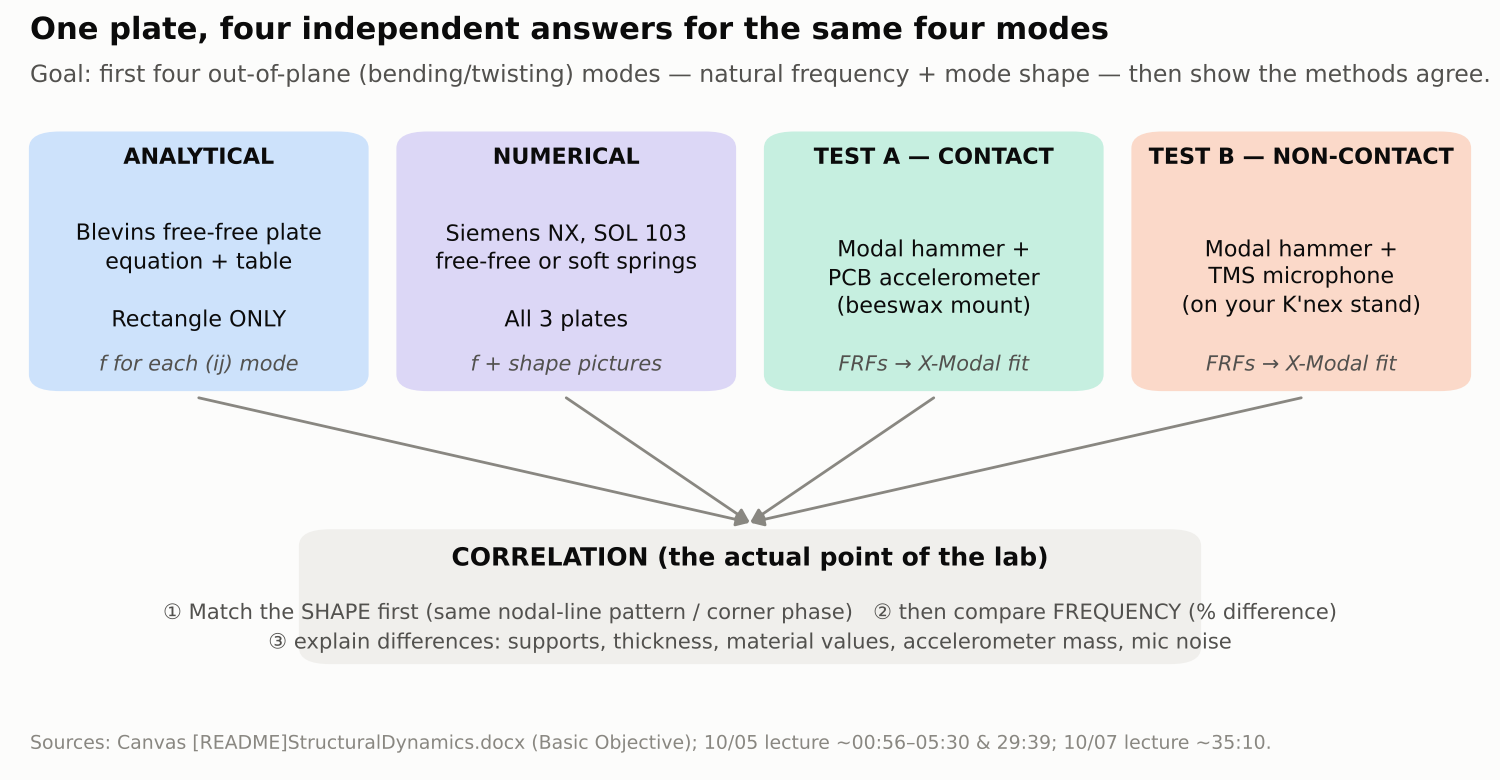 One plate, four independent answers for the same four modes
Goal: first four out-of-plane (bending/twisting) modes — natural frequency + mode shape — then show the methods agree.
ANALYTICAL
Blevins free-free plate
equation + table
Rectangle ONLY
f for each (ij) mode
NUMERICAL
Siemens NX, SOL 103
free-free or soft springs
All 3 plates
f + shape pictures
TEST A — CONTACT
Modal hammer +
PCB accelerometer
(beeswax mount)
FRFs → X-Modal fit
TEST B — NON-CONTACT
Modal hammer +
TMS microphone
(on your K'nex stand)
FRFs → X-Modal fit
CORRELATION (the actual point of the lab)
① Match the SHAPE first (same nodal-line pattern / corner phase)   ② then compare FREQUENCY (% difference)
③ explain differences: supports, thickness, material values, accelerometer mass, mic noise
Sources: Canvas [README]StructuralDynamics.docx (Basic Objective); 10/05 lecture ~00:56–05:30 & 29:39; 10/07 lecture ~35:10.